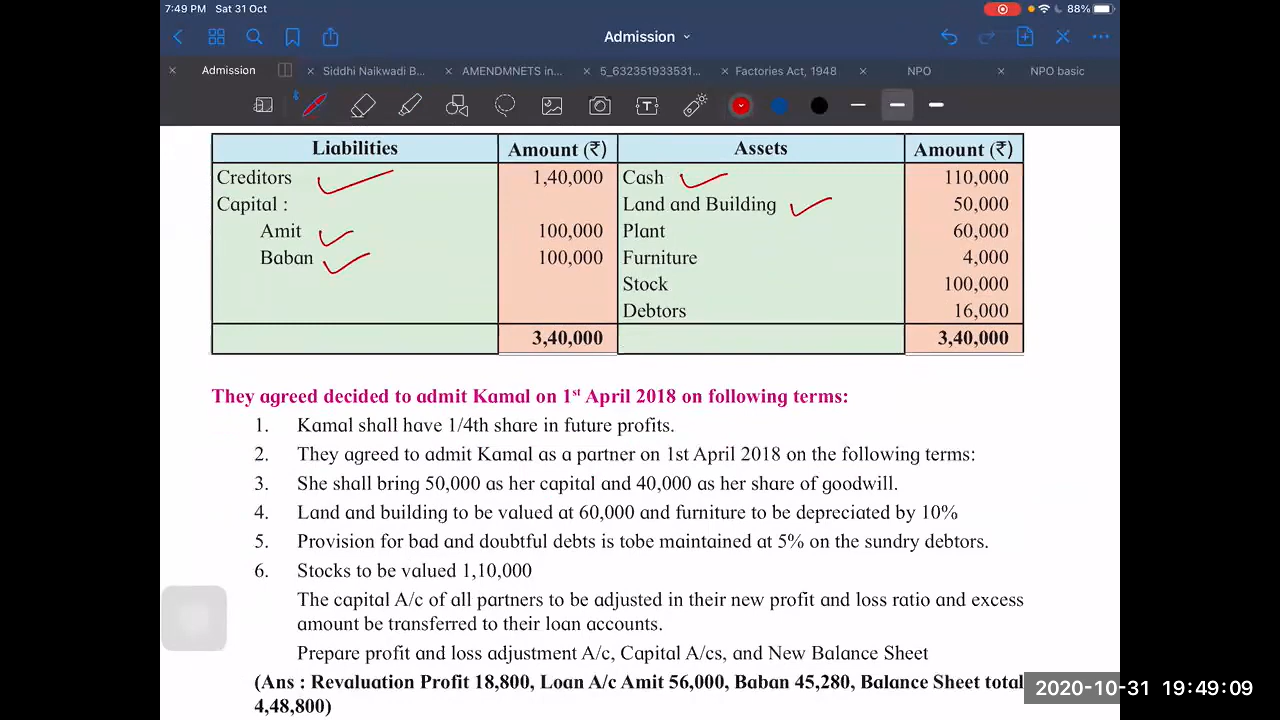 7:49 PM Sat 31 Oct
88%
Admission
Admission
Siddhi Naikwadi B...
AMENDMNETS in...
5_632351933531...
Factories Act, 1948
NPO
NPO basic
Liabilities Amount (₹) Assets Amount (₹)
Creditors 1,40,000 Cash 110,000
Capital : Land and Building 50,000
Amit 100,000 Plant 60,000
Baban 100,000 Furniture 4,000
Stock 100,000
Debtors 16,000
3,40,000 3,40,000
They agreed decided to admit Kamal on 1st April 2018 on following terms:
1. Kamal shall have 1/4th share in future profits.
2. They agreed to admit Kamal as a partner on 1st April 2018 on the following terms:
3. She shall bring 50,000 as her capital and 40,000 as her share of goodwill.
4. Land and building to be valued at 60,000 and furniture to be depreciated by 10%
5. Provision for bad and doubtful debts is tobe maintained at 5% on the sundry debtors.
6. Stocks to be valued 1,10,000
The capital A/c of all partners to be adjusted in their new profit and loss ratio and excess
amount be transferred to their loan accounts.
Prepare profit and loss adjustment A/c, Capital A/cs, and New Balance Sheet
(Ans : Revaluation Profit 18,800, Loan A/c Amit 56,000, Baban 45,280, Balance Sheet total
4,48,800)
2020-10-31 19:49:09